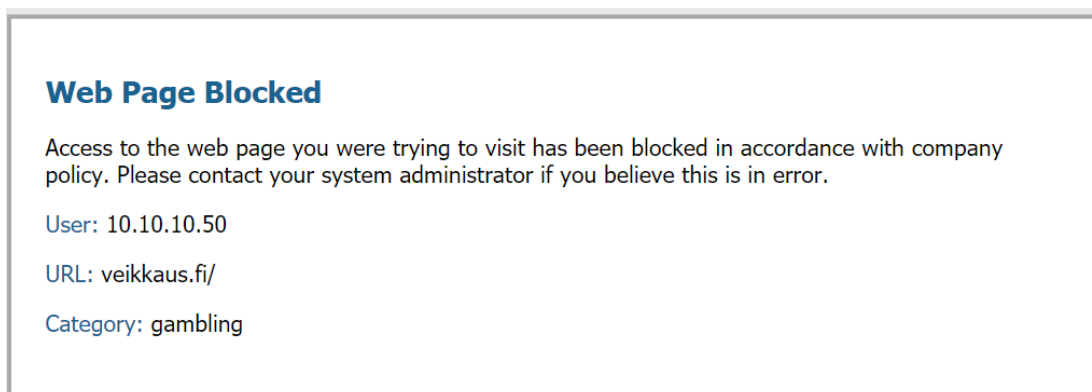 Web Page Blocked
Access to the web page you were trying to visit has been blocked in accordance with company
policy. Please contact your system administrator if you believe this is in error.
User: 10.10.10.50
URL: veikkaus.fi/
Category: gambling